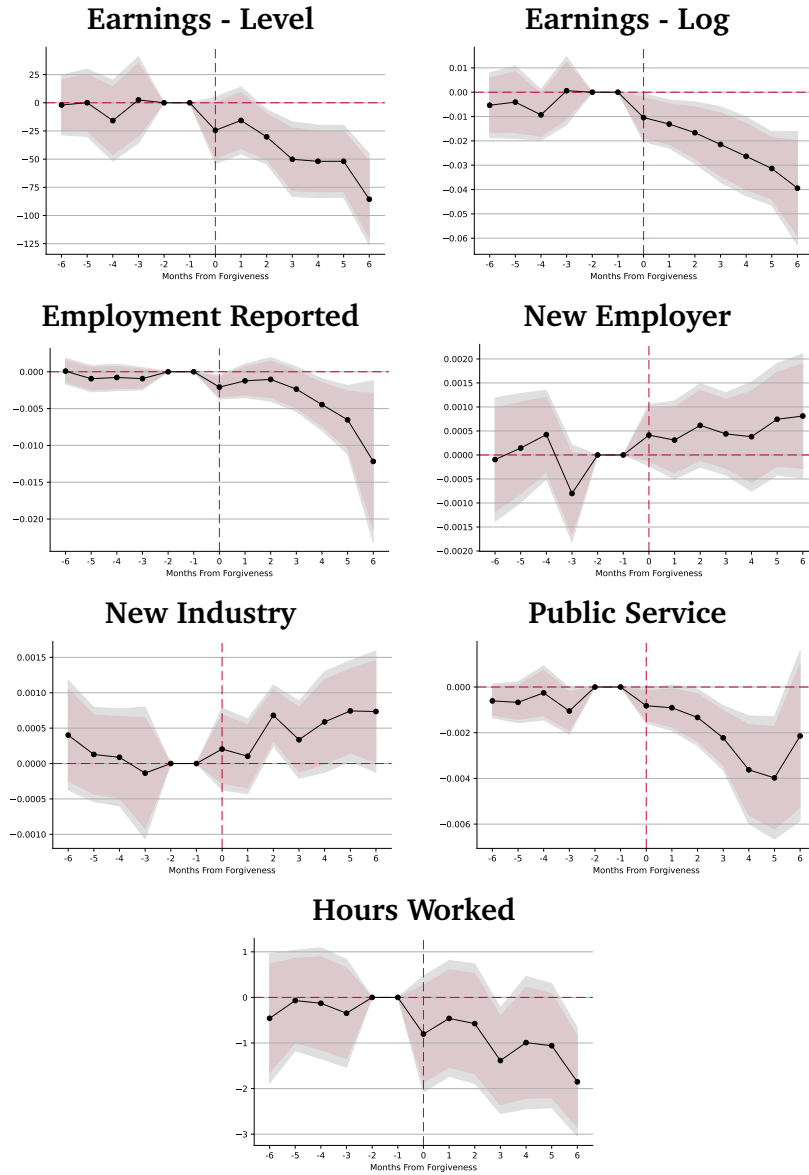 Earnings - Level
25
0
−25
−50
−75
−100
−125
-6 -5 -4 -3 -2 -1 0 1 2 3 4 5 6
Months From Forgiveness
Earnings - Log
0.01
0.00
−0.01
−0.02
−0.03
−0.04
−0.05
−0.06
-6 -5 -4 -3 -2 -1 0 1 2 3 4 5 6
Months From Forgiveness
Employment Reported
0.000
−0.005
−0.010
−0.015
−0.020
-6 -5 -4 -3 -2 -1 0 1 2 3 4 5 6
Months From Forgiveness
New Employer
0.0020
0.0015
0.0010
0.0005
0.0000
−0.0005
−0.0010
−0.0015
−0.0020
-6 -5 -4 -3 -2 -1 0 1 2 3 4 5 6
Months From Forgiveness
New Industry
0.0015
0.0010
0.0005
0.0000
−0.0005
−0.0010
-6 -5 -4 -3 -2 -1 0 1 2 3 4 5 6
Months From Forgiveness
Public Service
0.000
−0.002
−0.004
−0.006
-6 -5 -4 -3 -2 -1 0 1 2 3 4 5 6
Months From Forgiveness
Hours Worked
1
0
−1
−2
−3
-6 -5 -4 -3 -2 -1 0 1 2 3 4 5 6
Months From Forgiveness